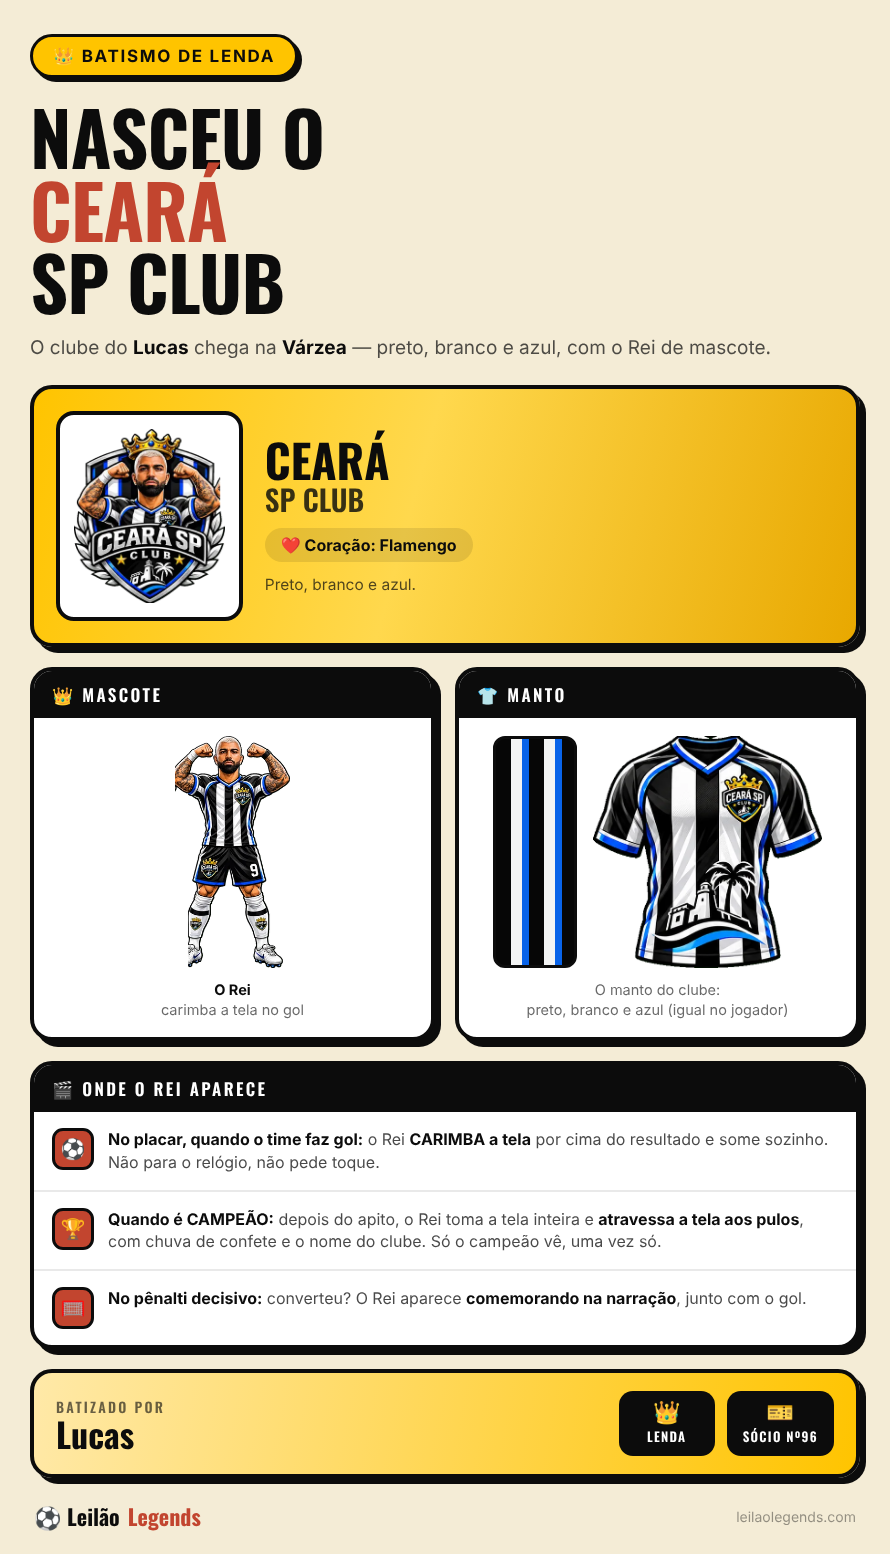 👑 BATISMO DE LENDA
NASCEU O
CEARÁ
SP CLUB
O clube do Lucas chega na Várzea — preto, branco e azul, com o Rei de mascote.
CEARÁ SP
CLUB
CEARÁ
SP CLUB
❤️ Coração: Flamengo
Preto, branco e azul.
👑 MASCOTE
9
O Rei
carimba a tela no gol
👕 MANTO
CEARÁ SP
CLUB
O manto do clube:
preto, branco e azul (igual no jogador)
🎬 ONDE O REI APARECE
⚽ No placar, quando o time faz gol: o Rei CARIMBA a tela por cima do resultado e some sozinho.
Não para o relógio, não pede toque.
🏆 Quando é CAMPEÃO: depois do apito, o Rei toma a tela inteira e atravessa a tela aos pulos,
com chuva de confete e o nome do clube. Só o campeão vê, uma vez só.
🥅 No pênalti decisivo: converteu? O Rei aparece comemorando na narração, junto com o gol.
BATIZADO POR
Lucas
👑
LENDA
🎫
SÓCIO Nº96
⚽ Leilão Legends
leilaolegends.com